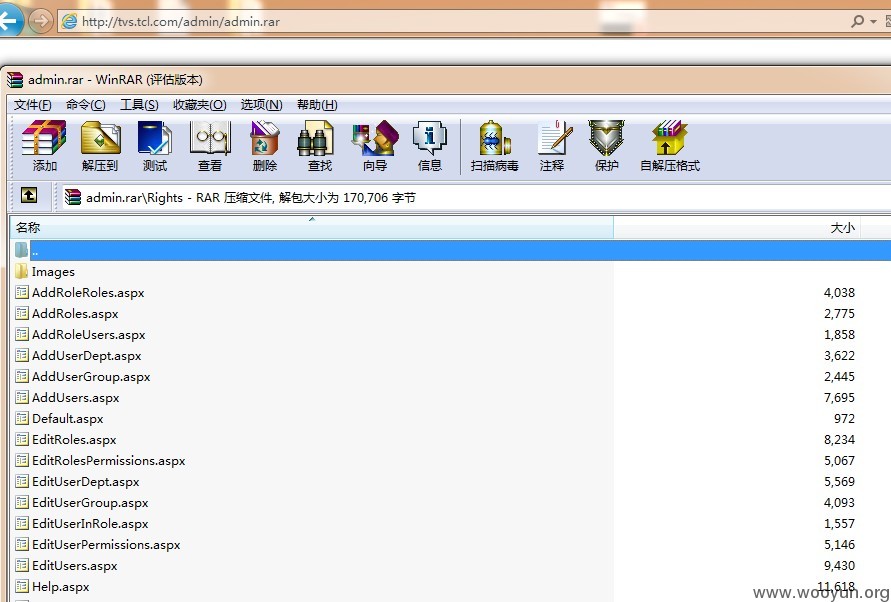 http://tvs.tcl.com/admin/admin.rar
admin.rar - WinRAR (评估版本)
文件(F) 命令(C) 工具(S) 收藏夹(O) 选项(N) 帮助(H)
添加 解压到 测试 查看 删除 查找 向导 信息 扫描病毒 注释 保护 自解压格式
admin.rar\Rights - RAR 压缩文件, 解包大小为 170,706 字节
名称 大小
..
Images
AddRoleRoles.aspx 4,038
AddRoles.aspx 2,775
AddRoleUsers.aspx 1,858
AddUserDept.aspx 3,622
AddUserGroup.aspx 2,445
AddUsers.aspx 7,695
Default.aspx 972
EditRoles.aspx 8,234
EditRolesPermissions.aspx 5,067
EditUserDept.aspx 5,569
EditUserGroup.aspx 4,093
EditUserInRole.aspx 1,557
EditUserPermissions.aspx 5,146
EditUsers.aspx 9,430
Help.aspx 11,618
www.wooyun.org